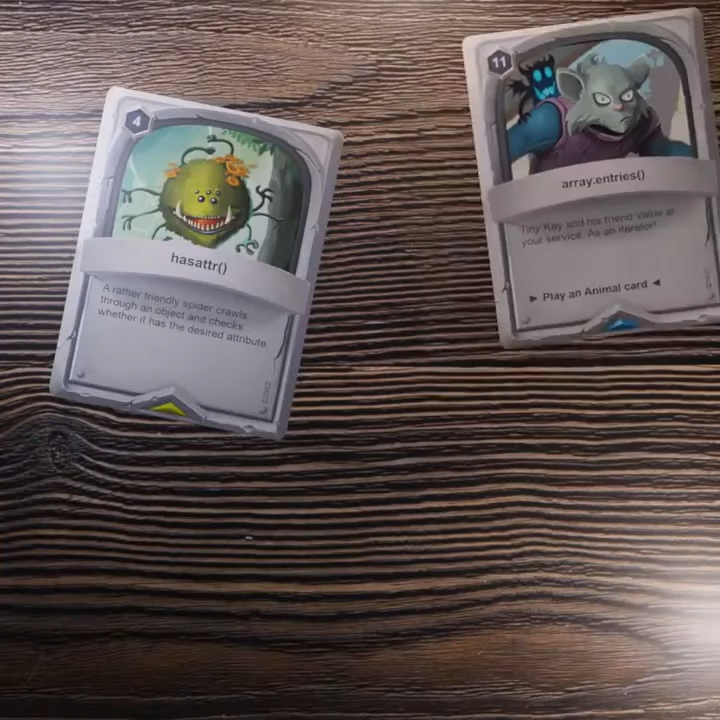 4
hasattr()
A rather friendly spider crawls
through an object and checks
whether it has the desired attribute.
11
array.entries()
Tiny Key and his friend Value at
your service. As an iterator!
► Play an Animal card ◄